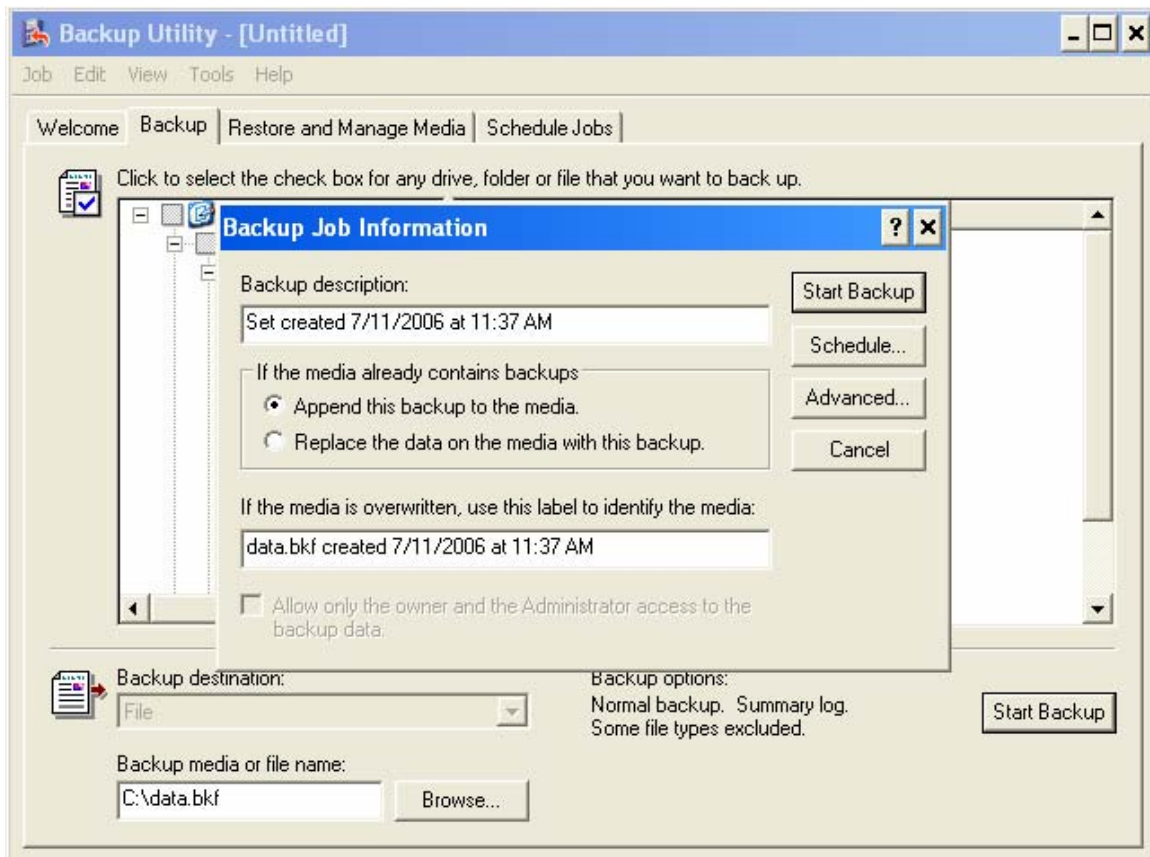 Backup Utility - [Untitled]
Job Edit View Tools Help
Welcome Backup Restore and Manage Media Schedule Jobs
Click to select the check box for any drive, folder or file that you want to back up.
Backup Job Information
Backup description:
Start Backup
Set created 7/11/2006 at 11:37 AM
Schedule...
If the media already contains backups
Append this backup to the media.
Advanced...
Replace the data on the media with this backup.
Cancel
If the media is overwritten, use this label to identify the media:
data.bkf created 7/11/2006 at 11:37 AM
Allow only the owner and the Administrator access to the
backup data.
Backup destination:
File
Backup options:
Normal backup. Summary log.
Some file types excluded.
Start Backup
Backup media or file name:
C:\data.bkf
Browse...